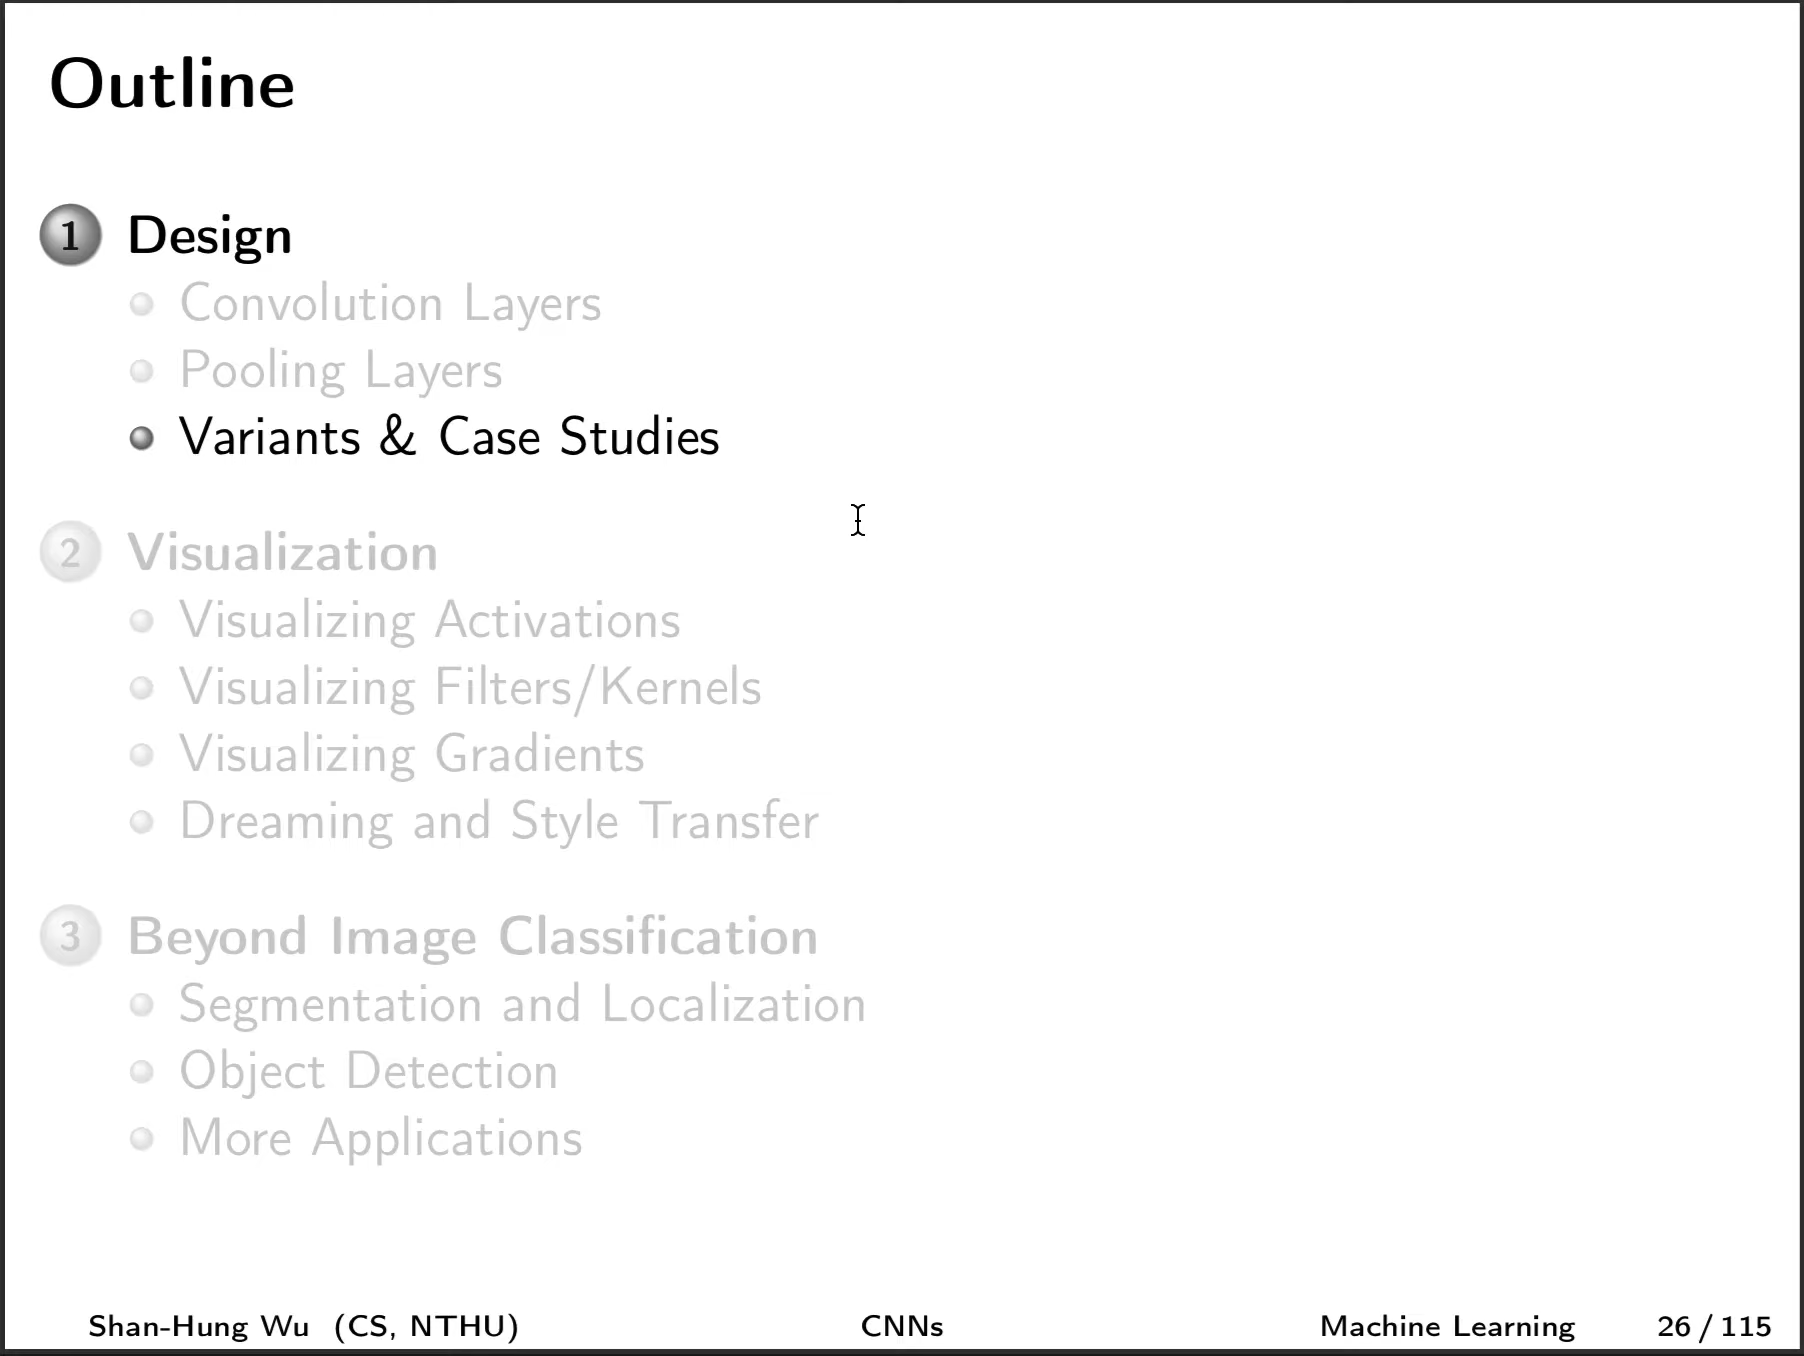 Outline
1 Design
Convolution Layers
Pooling Layers
Variants & Case Studies
2 Visualization
Visualizing Activations
Visualizing Filters/Kernels
Visualizing Gradients
Dreaming and Style Transfer
3 Beyond Image Classification
Segmentation and Localization
Object Detection
More Applications
Shan-Hung Wu (CS, NTHU) CNNs Machine Learning 26 / 115